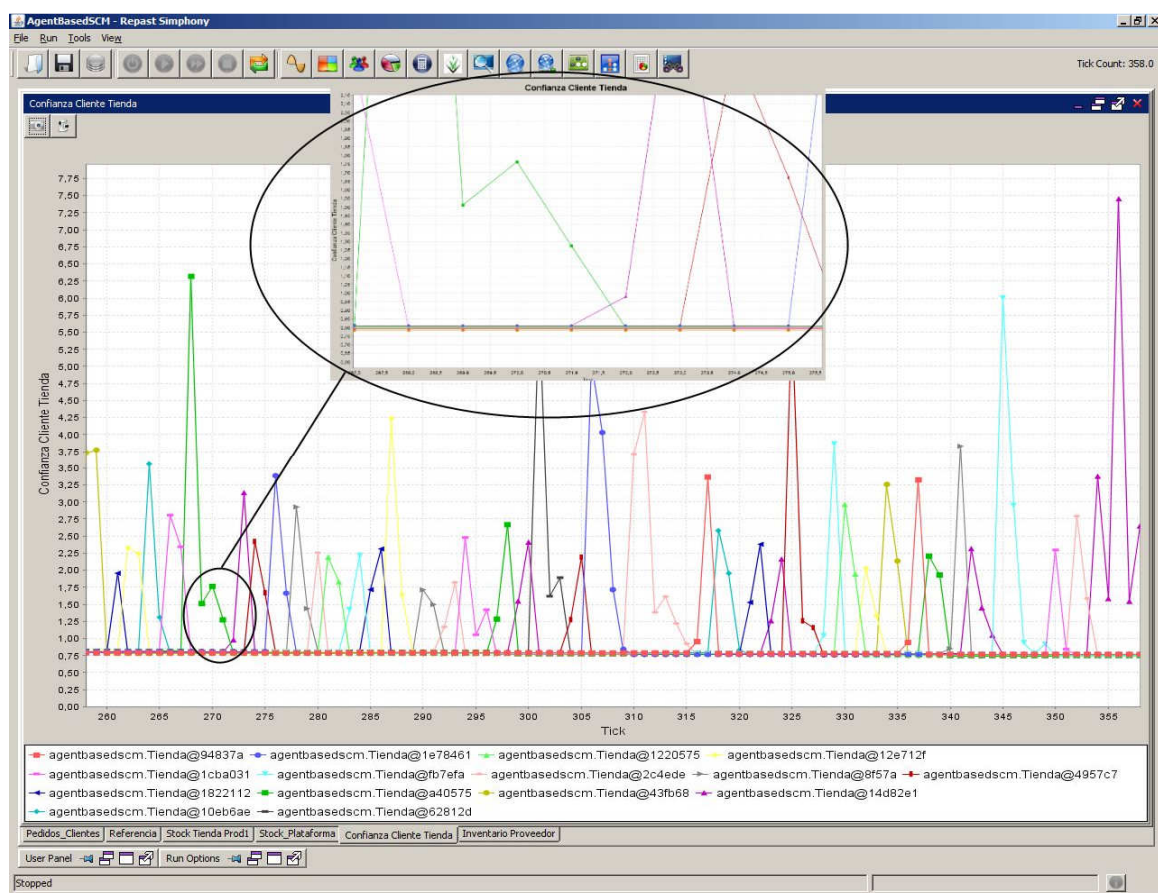 AgentBasedSCM - Repast Simphony
File Run Tools View
Tick Count: 358.0
Confianza Cliente Tienda
Confianza Cliente Tienda
Confianza Cliente Tienda
7,75
7,50
7,25
7,00
6,75
6,50
6,25
6,00
5,75
5,50
5,25
5,00
4,75
4,50
4,25
4,00
3,75
3,50
3,25
3,00
2,75
2,50
2,25
2,00
1,75
1,50
1,25
1,00
0,75
0,50
0,25
0,00
Confianza Cliente Tienda
260 265 270 275 280 285 290 295 300 305 310 315 320 325 330 335 340 345 350 355
Tick
agentbasedscm.Tienda@94837a agentbasedscm.Tienda@1e78461 agentbasedscm.Tienda@1220575 agentbasedscm.Tienda@12e712f
agentbasedscm.Tienda@1cba031 agentbasedscm.Tienda@fb7efa agentbasedscm.Tienda@2c4ede agentbasedscm.Tienda@8f57a agentbasedscm.Tienda@4957c7
agentbasedscm.Tienda@1822112 agentbasedscm.Tienda@a40575 agentbasedscm.Tienda@43fb68 agentbasedscm.Tienda@14d82e1
agentbasedscm.Tienda@10eb6ae agentbasedscm.Tienda@62812d
Pedidos_Clientes Referencia Stock Tienda Prod1 Stock_Plataforma Confianza Cliente Tienda Inventario Proveedor
User Panel Run Options
Stopped